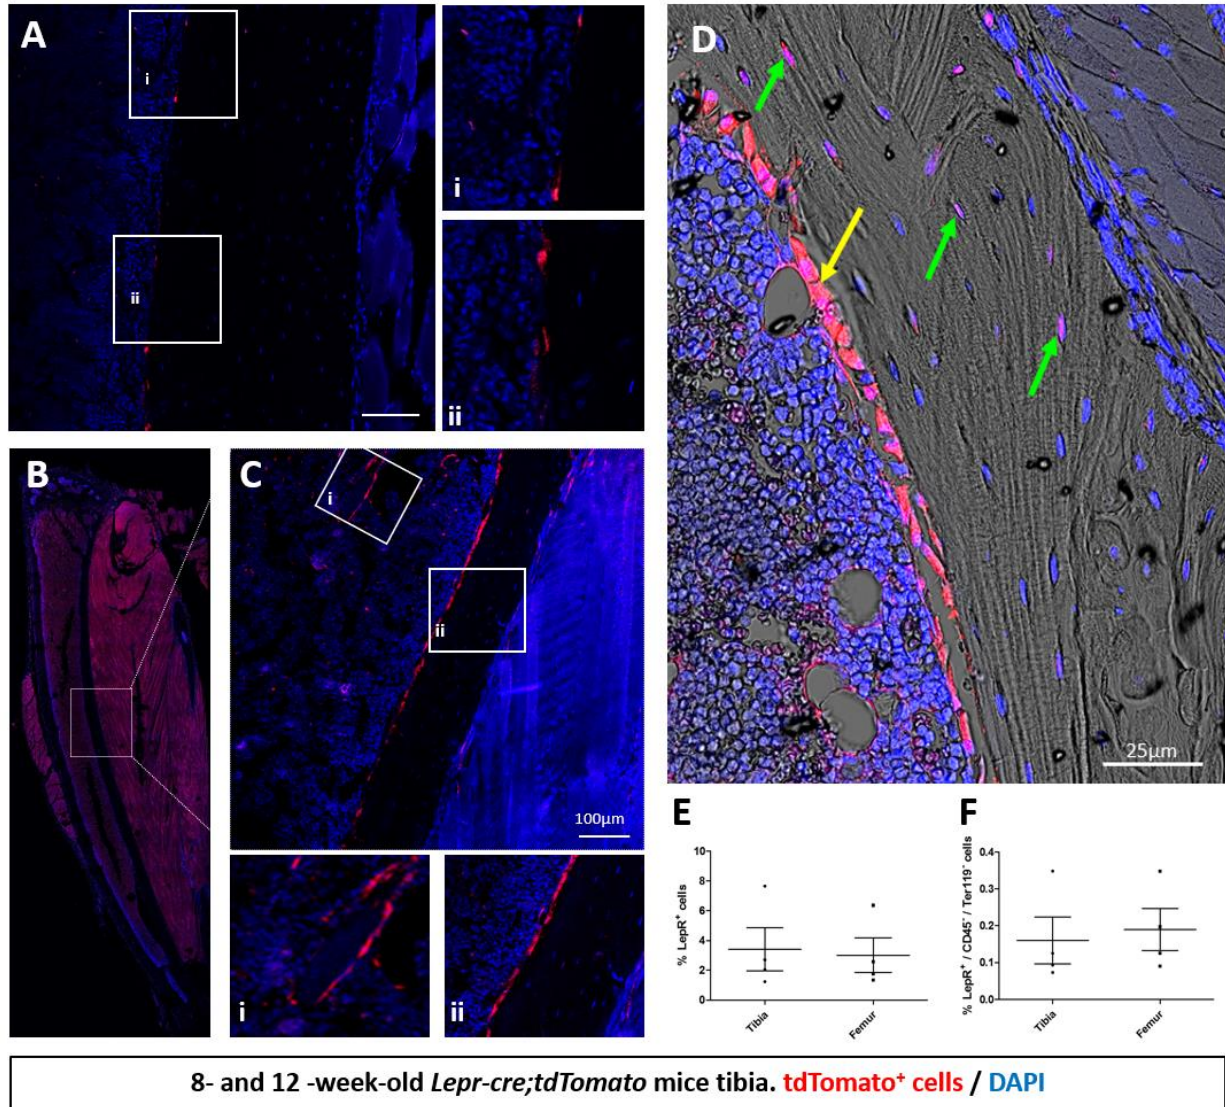 A
i
ii
i
ii
B
C
i
ii
100µm
i
ii
D
25µm
E
% LepR⁺ cells
10
8
6
4
2
0
Tibia
Femur
F
% LepR⁺ / CD45⁻ / Ter119⁻ cells
0.4
0.3
0.2
0.1
0.0
Tibia
Femur
8- and 12 -week-old Lepr-cre;tdTomato mice tibia. tdTomato⁺ cells / DAPI